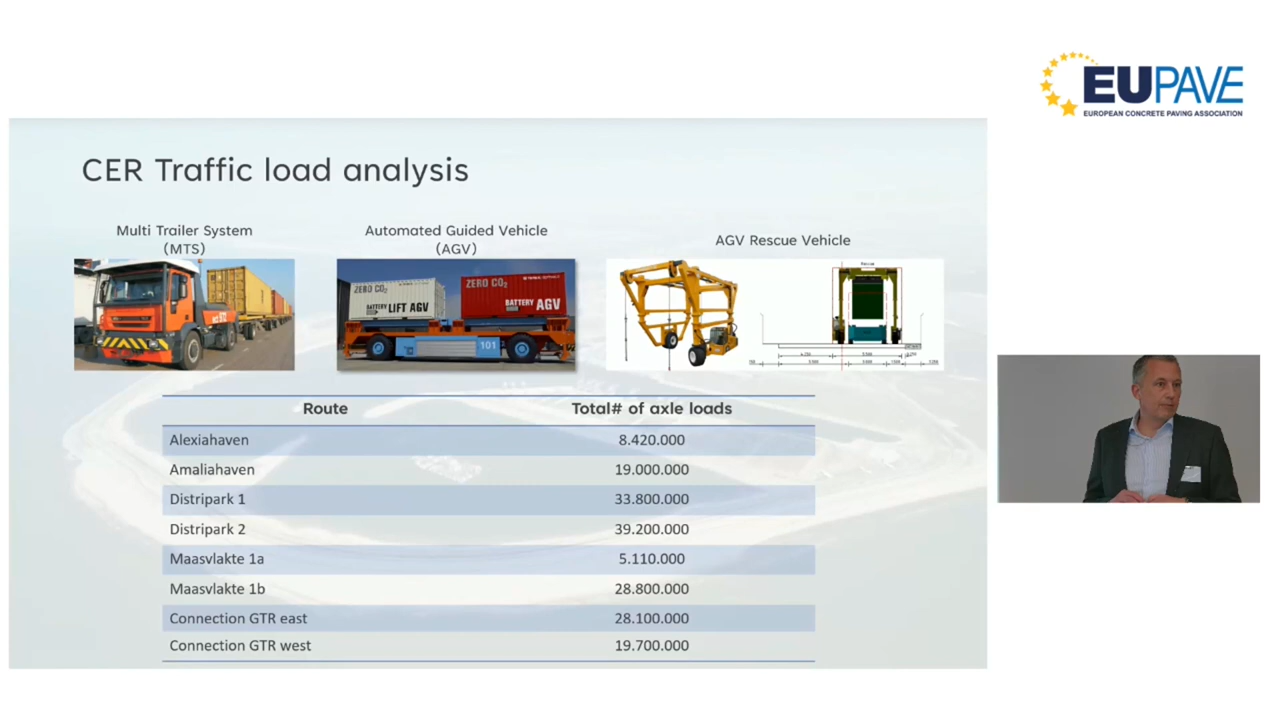 EUPAVE
EUROPEAN CONCRETE PAVING ASSOCIATION
CER Traffic load analysis
Multi Trailer System
(MTS)
Automated Guided Vehicle
(AGV)
AGV Rescue Vehicle
ZERO CO₂
BATTERY LIFT AGV
ZERO CO₂
BATTERY AGV
101
Rescue
Route Total# of axle loads
Alexiahaven 8.420.000
Amaliahaven 19.000.000
Distripark 1 33.800.000
Distripark 2 39.200.000
Maasvlakte 1a 5.110.000
Maasvlakte 1b 28.800.000
Connection GTR east 28.100.000
Connection GTR west 19.700.000